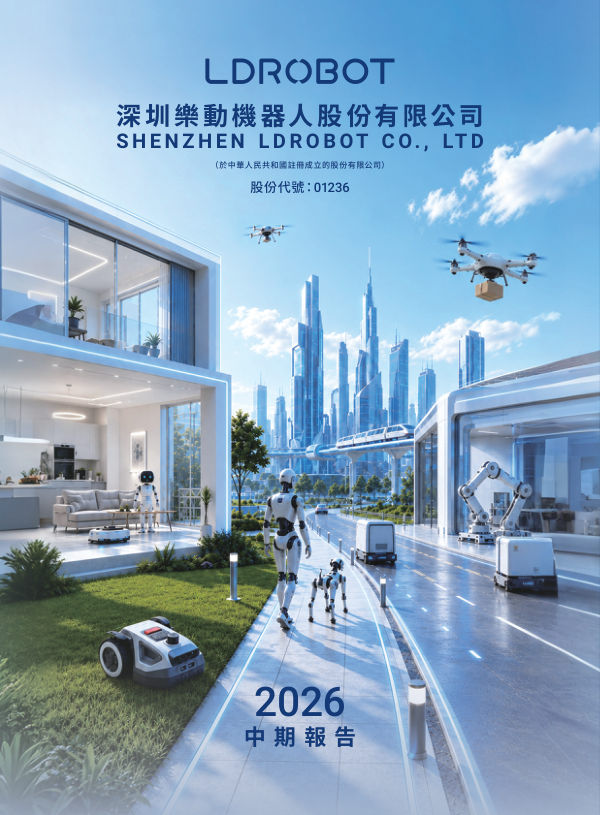 LDROBOT
深圳樂動機器人股份有限公司
SHENZHEN LDROBOT CO., LTD
（於中華人民共和國註冊成立的股份有限公司）
股份代號：01236
2026
中期報告